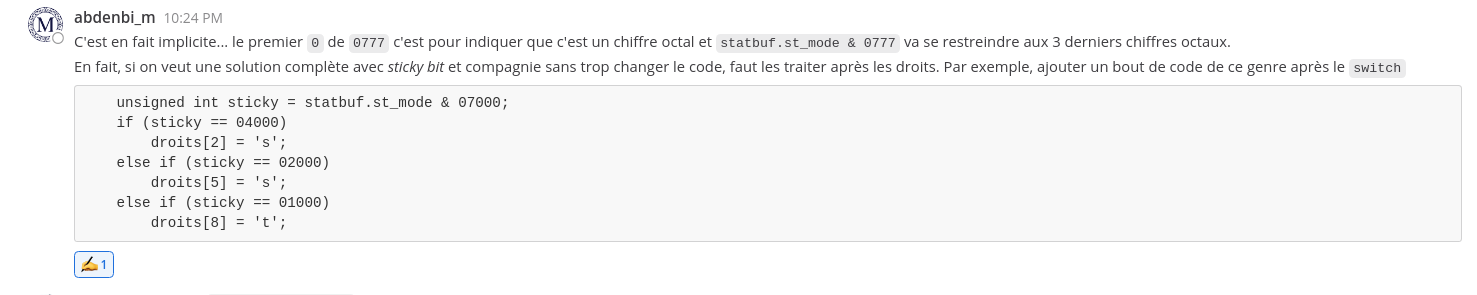 M
abdenbi_m 10:24 PM
C'est en fait implicite... le premier 0 de 0777 c'est pour indiquer que c'est un chiffre octal et statbuf.st_mode & 0777 va se restreindre aux 3 derniers chiffres octaux.
En fait, si on veut une solution complète avec sticky bit et compagnie sans trop changer le code, faut les traiter après les droits. Par exemple, ajouter un bout de code de ce genre après le switch
unsigned int sticky = statbuf.st_mode & 07000;
if (sticky == 04000)
droits[2] = 's';
else if (sticky == 02000)
droits[5] = 's';
else if (sticky == 01000)
droits[8] = 't';
✍️ 1